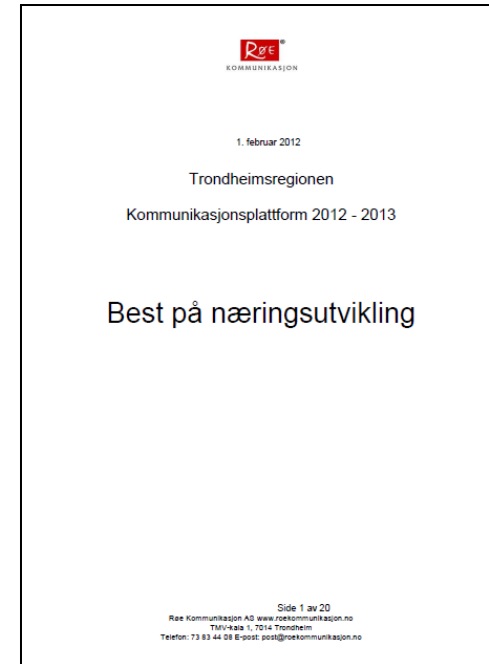 RØE®
KOMMUNIKASJON
1. februar 2012
Trondheimsregionen
Kommunikasjonsplattform 2012 - 2013
Best på næringsutvikling
Side 1 av 20
Røe Kommunikasjon AS www.roekommunikasjon.no
TMV-kaia 1, 7014 Trondheim
Telefon: 73 83 44 08 E-post: post@roekommunikasjon.no